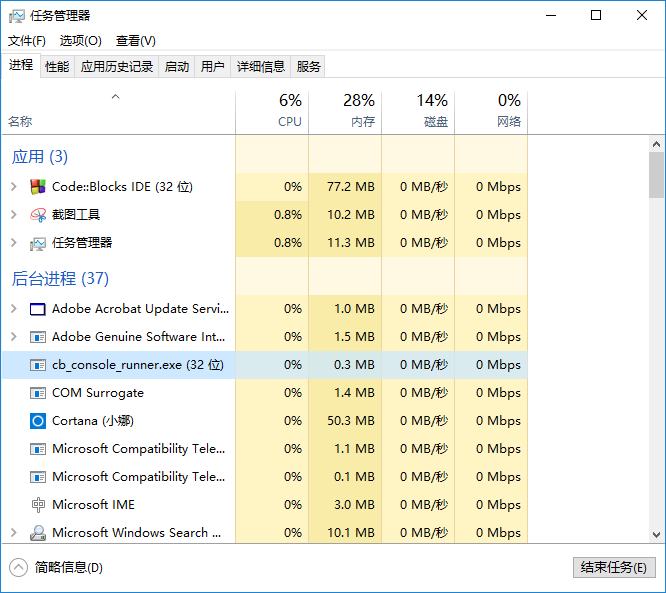 任务管理器
文件(F) 选项(O) 查看(V)
进程 性能 应用历史记录 启动 用户 详细信息 服务
6% 28% 14% 0%
名称 CPU 内存 磁盘 网络
应用 (3)
Code::Blocks IDE (32 位) 0% 77.2 MB 0 MB/秒 0 Mbps
截图工具 0.8% 10.2 MB 0 MB/秒 0 Mbps
任务管理器 0.8% 11.3 MB 0 MB/秒 0 Mbps
后台进程 (37)
Adobe Acrobat Update Servi... 0% 1.0 MB 0 MB/秒 0 Mbps
Adobe Genuine Software Int... 0% 1.5 MB 0 MB/秒 0 Mbps
cb_console_runner.exe (32 位) 0% 0.3 MB 0 MB/秒 0 Mbps
COM Surrogate 0% 1.4 MB 0 MB/秒 0 Mbps
Cortana (小娜) 0% 50.3 MB 0 MB/秒 0 Mbps
Microsoft Compatibility Tele... 0% 1.1 MB 0 MB/秒 0 Mbps
Microsoft Compatibility Tele... 0% 0.1 MB 0 MB/秒 0 Mbps
Microsoft IME 0% 3.0 MB 0 MB/秒 0 Mbps
Microsoft Windows Search ... 0% 10.1 MB 0 MB/秒 0 Mbps
简略信息(D) 结束任务(E)